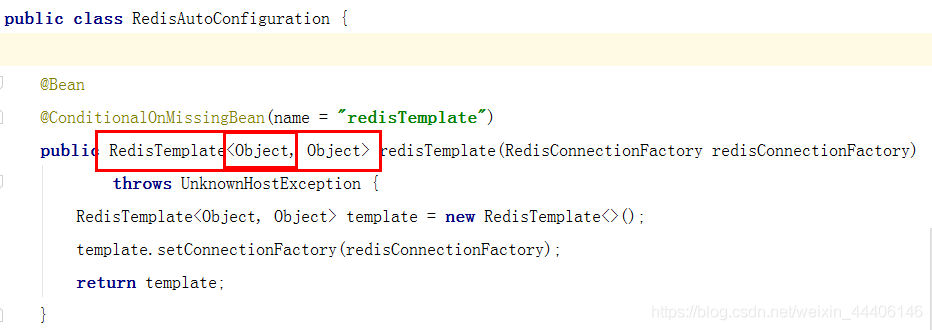 public class RedisAutoConfiguration {
@Bean
@ConditionalOnMissingBean(name = "redisTemplate")
public RedisTemplate<Object, Object> redisTemplate(RedisConnectionFactory redisConnectionFactory)
throws UnknownHostException {
RedisTemplate<Object, Object> template = new RedisTemplate<>();
template.setConnectionFactory(redisConnectionFactory);
return template;
}
https://blog.csdn.net/weixin_44406146